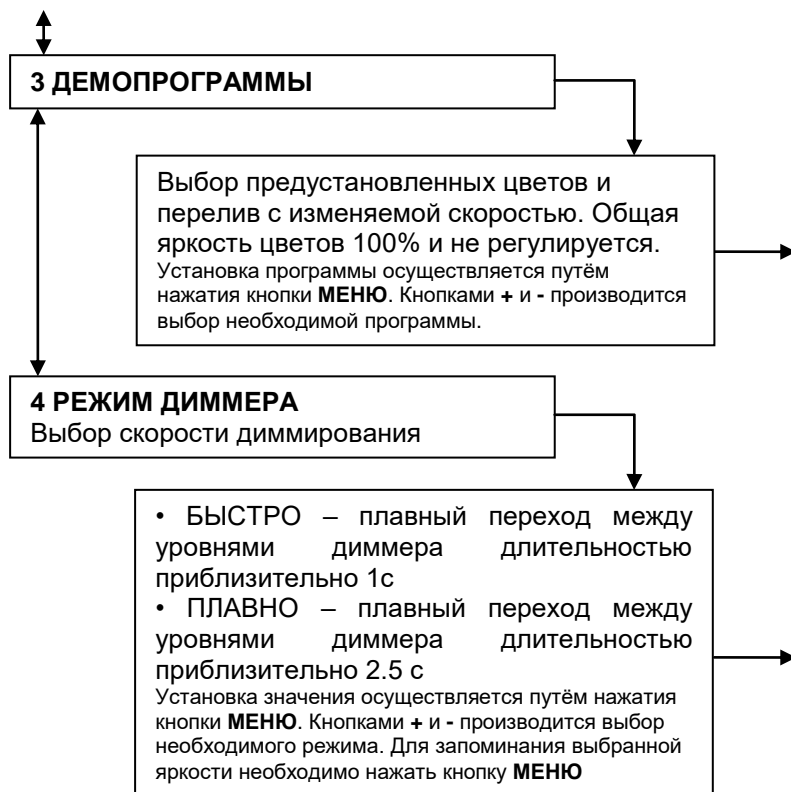 3 ДЕМОПРОГРАММЫ
Выбор предустановленных цветов и
перелив с изменяемой скоростью. Общая
яркость цветов 100% и не регулируется.
Установка программы осуществляется путём
нажатия кнопки МЕНЮ. Кнопками + и - производится
выбор необходимой программы.
4 РЕЖИМ ДИММЕРА
Выбор скорости диммирования
• БЫСТРО – плавный переход между
уровнями диммера длительностью
приблизительно 1с
• ПЛАВНО – плавный переход между
уровнями диммера длительностью
приблизительно 2.5 с
Установка значения осуществляется путём нажатия
кнопки МЕНЮ. Кнопками + и - производится выбор
необходимого режима. Для запоминания выбранной
яркости необходимо нажать кнопку МЕНЮ